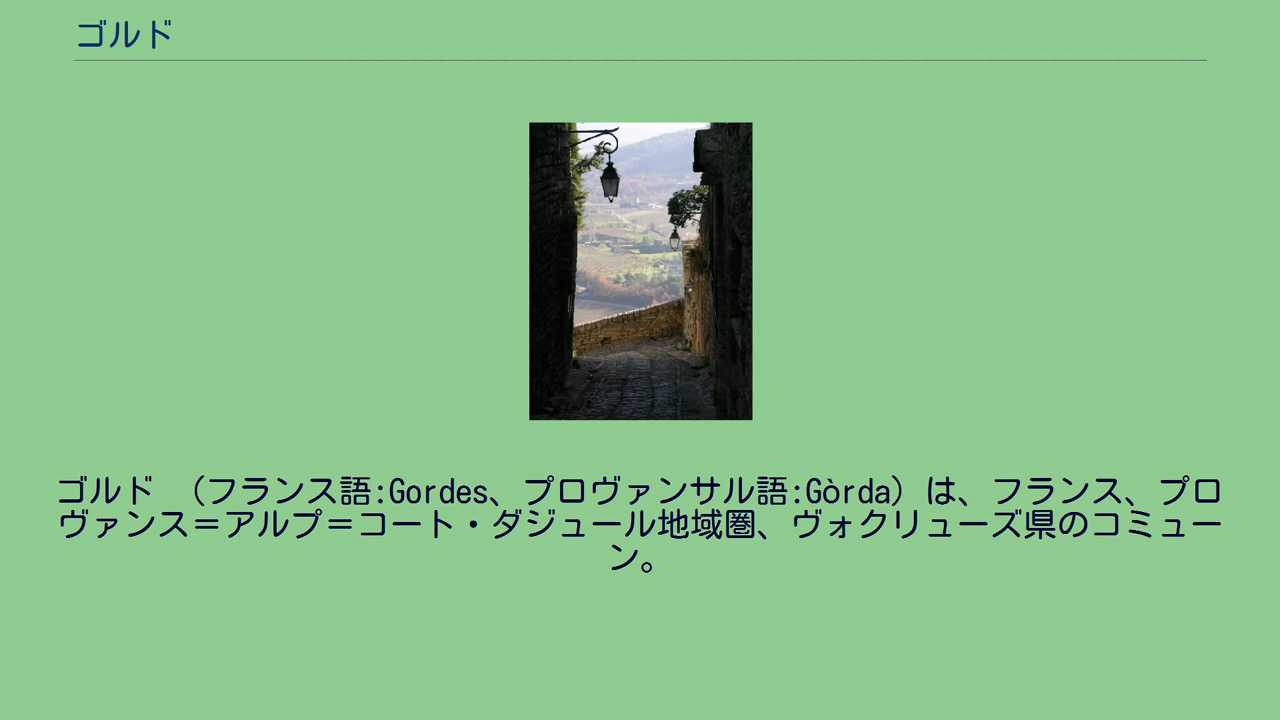 ゴルド
ゴルド　（フランス語:Gordes、プロヴァンサル語:Gòrda）は、フランス、プロ
ヴァンス＝アルプ＝コート・ダジュール地域圏、ヴォクリューズ県のコミュー
ン。